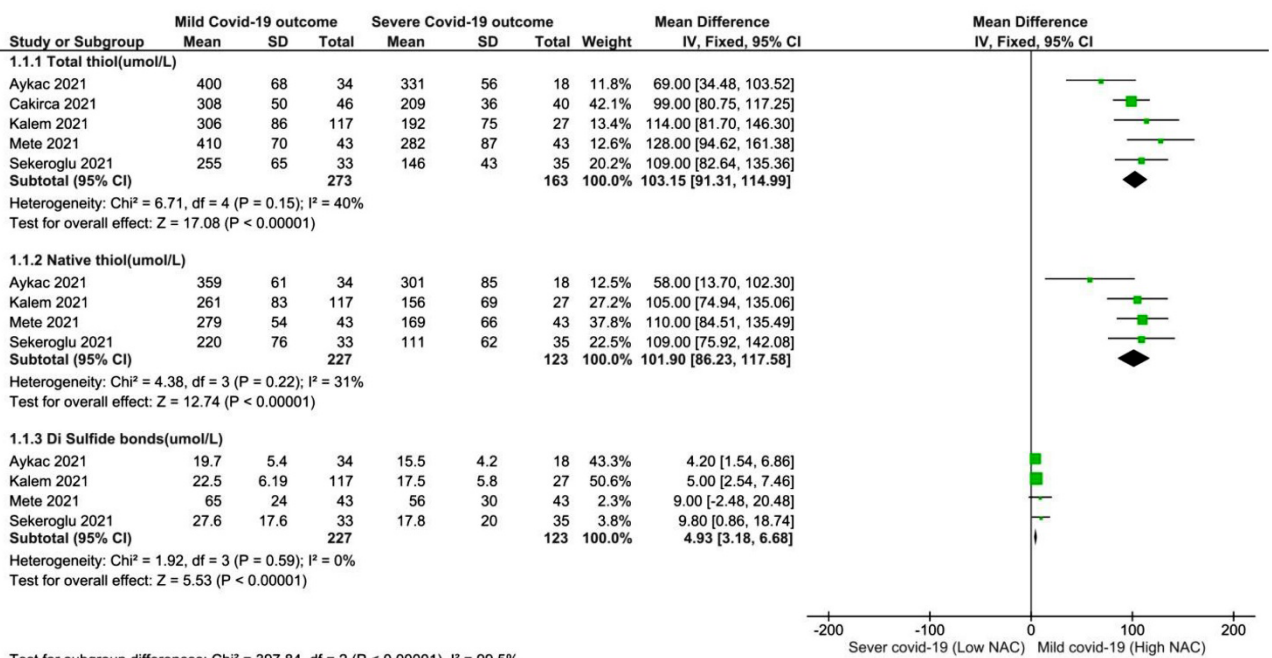 Mild Covid-19 outcome Severe Covid-19 outcome Mean Difference Mean Difference
Study or Subgroup Mean SD Total Mean SD Total Weight IV, Fixed, 95% CI IV, Fixed, 95% CI
1.1.1 Total thiol(umol/L)
Aykac 2021 400 68 34 331 56 18 11.8% 69.00 [34.48, 103.52]
Cakirca 2021 308 50 46 209 36 40 42.1% 99.00 [80.75, 117.25]
Kalem 2021 306 86 117 192 75 27 13.4% 114.00 [81.70, 146.30]
Mete 2021 410 70 43 282 87 43 12.6% 128.00 [94.62, 161.38]
Sekeroglu 2021 255 65 33 146 43 35 20.2% 109.00 [82.64, 135.36]
Subtotal (95% CI) 273 163 100.0% 103.15 [91.31, 114.99]
Heterogeneity: Chi² = 6.71, df = 4 (P = 0.15); I² = 40%
Test for overall effect: Z = 17.08 (P < 0.00001)
1.1.2 Native thiol(umol/L)
Aykac 2021 359 61 34 301 85 18 12.5% 58.00 [13.70, 102.30]
Kalem 2021 261 83 117 156 69 27 27.2% 105.00 [74.94, 135.06]
Mete 2021 279 54 43 169 66 43 37.8% 110.00 [84.51, 135.49]
Sekeroglu 2021 220 76 33 111 62 35 22.5% 109.00 [75.92, 142.08]
Subtotal (95% CI) 227 123 100.0% 101.90 [86.23, 117.58]
Heterogeneity: Chi² = 4.38, df = 3 (P = 0.22); I² = 31%
Test for overall effect: Z = 12.74 (P < 0.00001)
1.1.3 Di Sulfide bonds(umol/L)
Aykac 2021 19.7 5.4 34 15.5 4.2 18 43.3% 4.20 [1.54, 6.86]
Kalem 2021 22.5 6.19 117 17.5 5.8 27 50.6% 5.00 [2.54, 7.46]
Mete 2021 65 24 43 56 30 43 2.3% 9.00 [-2.48, 20.48]
Sekeroglu 2021 27.6 17.6 33 17.8 20 35 3.8% 9.80 [0.86, 18.74]
Subtotal (95% CI) 227 123 100.0% 4.93 [3.18, 6.68]
Heterogeneity: Chi² = 1.92, df = 3 (P = 0.59); I² = 0%
Test for overall effect: Z = 5.53 (P < 0.00001)
-200 -100 0 100 200
Sever covid-19 (Low NAC) Mild covid-19 (High NAC)
Test for subgroup differences: Chi² = 307.84, df = 2 (P < 0.00001), I² = 99.5%